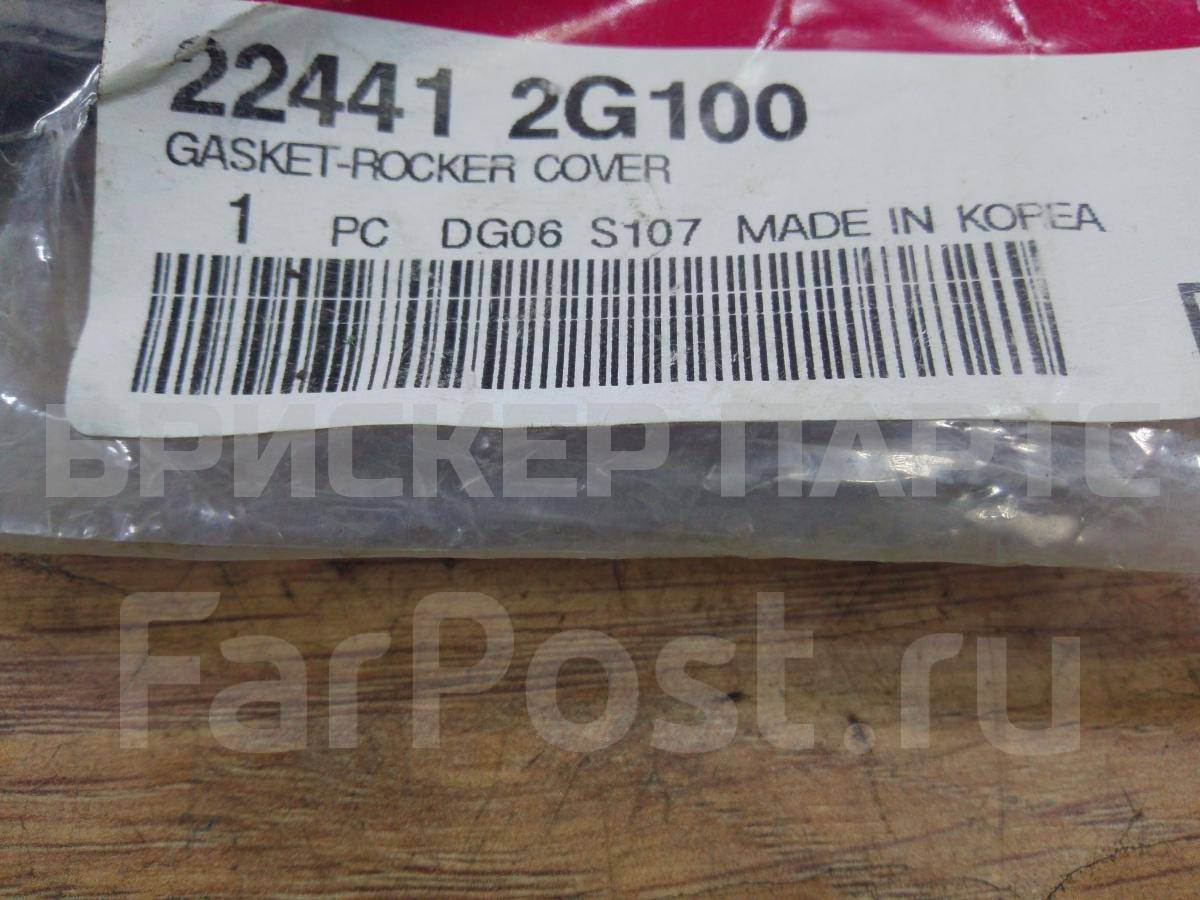 22441 2G100
GASKET-ROCKER COVER
1 PC DG06 S107 MADE IN KOREA
БРИСКЕР ПАРТС
FarPost.ru